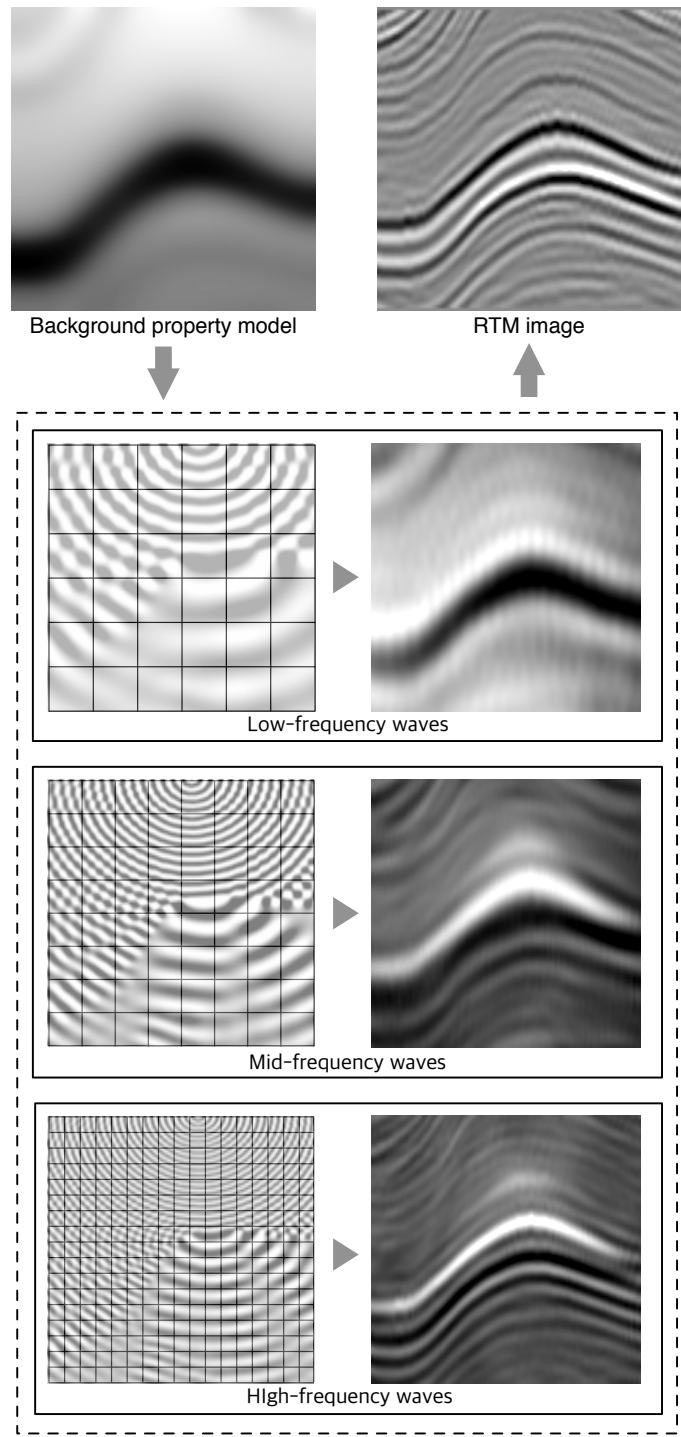 Background property model
RTM image
Low-frequency waves
Mid-frequency waves
HIgh-frequency waves